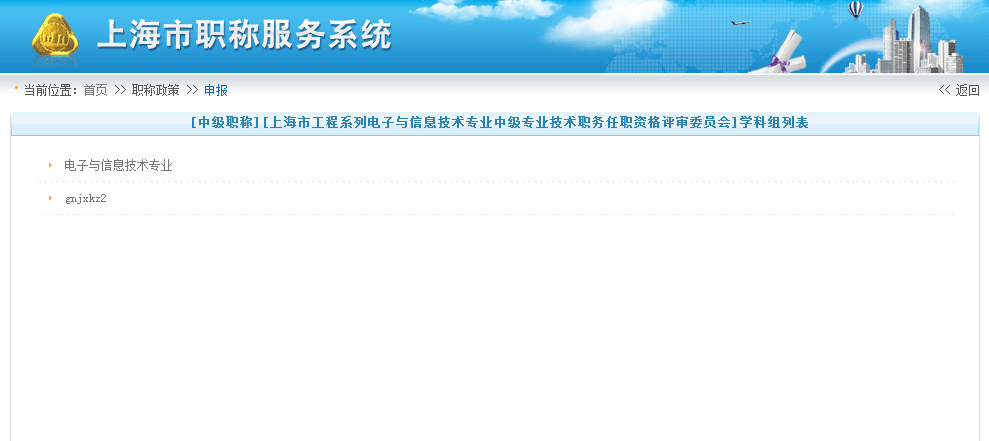 上海市职称服务系统
当前位置：首页 >> 职称政策 >> 申报
<< 返回
[中级职称][上海市工程系列电子与信息技术专业中级专业技术职务任职资格评审委员会]学科组列表
电子与信息技术专业
gnjxkz2